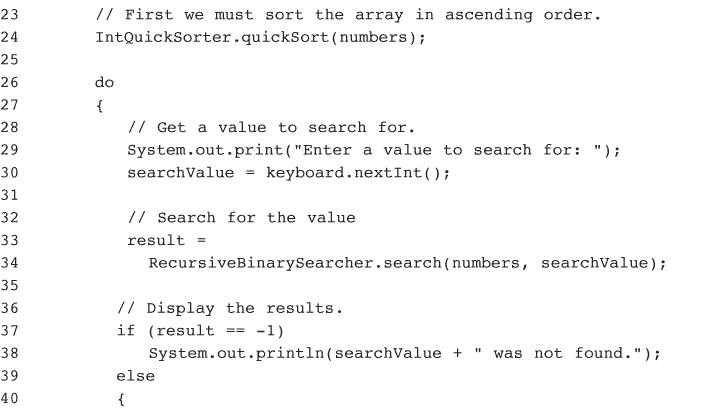 23 // First we must sort the array in ascending order.
24 IntQuickSorter.quickSort(numbers);
25
26 do
27 {
28 // Get a value to search for.
29 System.out.print("Enter a value to search for: ");
30 searchValue = keyboard.nextInt();
31
32 // Search for the value
33 result =
34 RecursiveBinarySearcher.search(numbers, searchValue);
35
36 // Display the results.
37 if (result == -1)
38 System.out.println(searchValue + " was not found.");
39 else
40 {